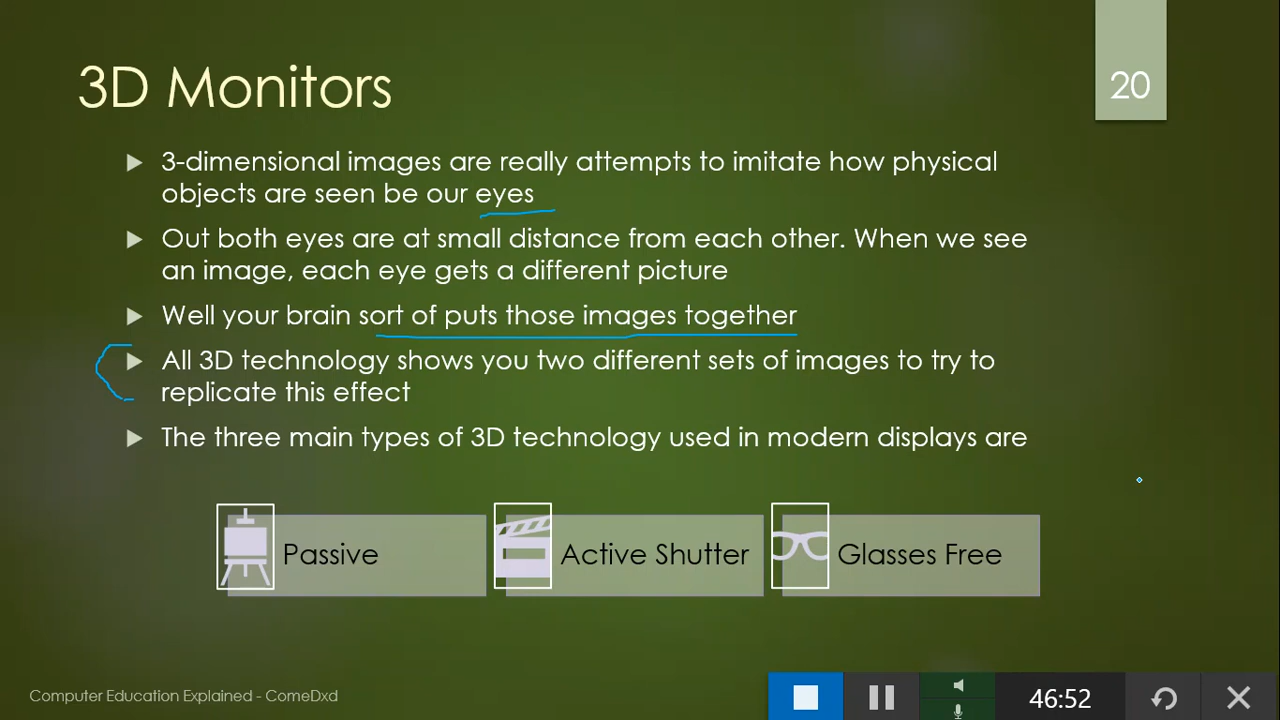 3D Monitors
20
3-dimensional images are really attempts to imitate how physical
objects are seen be our eyes
Out both eyes are at small distance from each other. When we see
an image, each eye gets a different picture
Well your brain sort of puts those images together
All 3D technology shows you two different sets of images to try to
replicate this effect
The three main types of 3D technology used in modern displays are
Passive
Active Shutter
Glasses Free
Computer Education Explained - ComeDxd
46:52